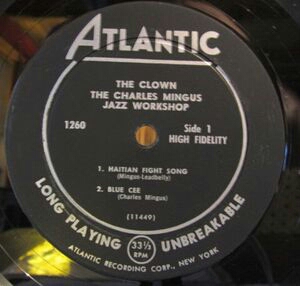 ATLANTIC
THE CLOWN
THE CHARLES MINGUS
JAZZ WORKSHOP
1260
Side 1
HIGH FIDELITY
1. HAITIAN FIGHT SONG
(Mingus-Leadbelly)
2. BLUE CEE
(Charles Mingus)
(11449)
LONG PLAYING 33⅓ RPM UNBREAKABLE
ATLANTIC RECORDING CORP., NEW YORK, N.Y.